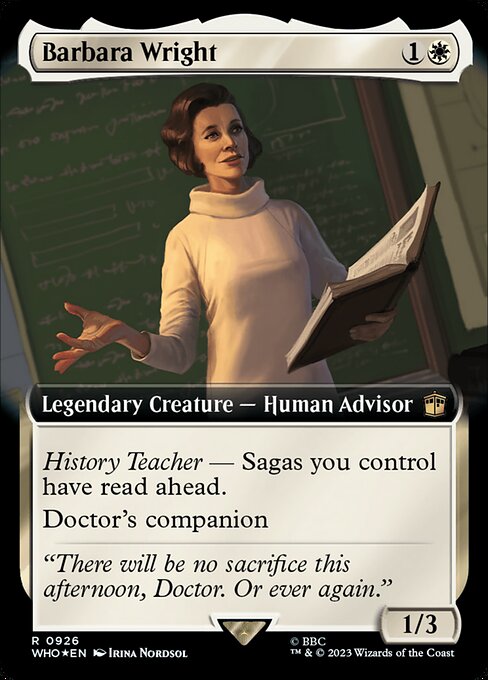 Barbara Wright 1
Legendary Creature — Human Advisor
History Teacher — Sagas you control
have read ahead.
Doctor's companion
“There will be no sacrifice this
afternoon, Doctor. Or ever again.”
1/3
R 0926
WHO★EN Irina Nordsol
© BBC
™ & © 2023 Wizards of the Coast